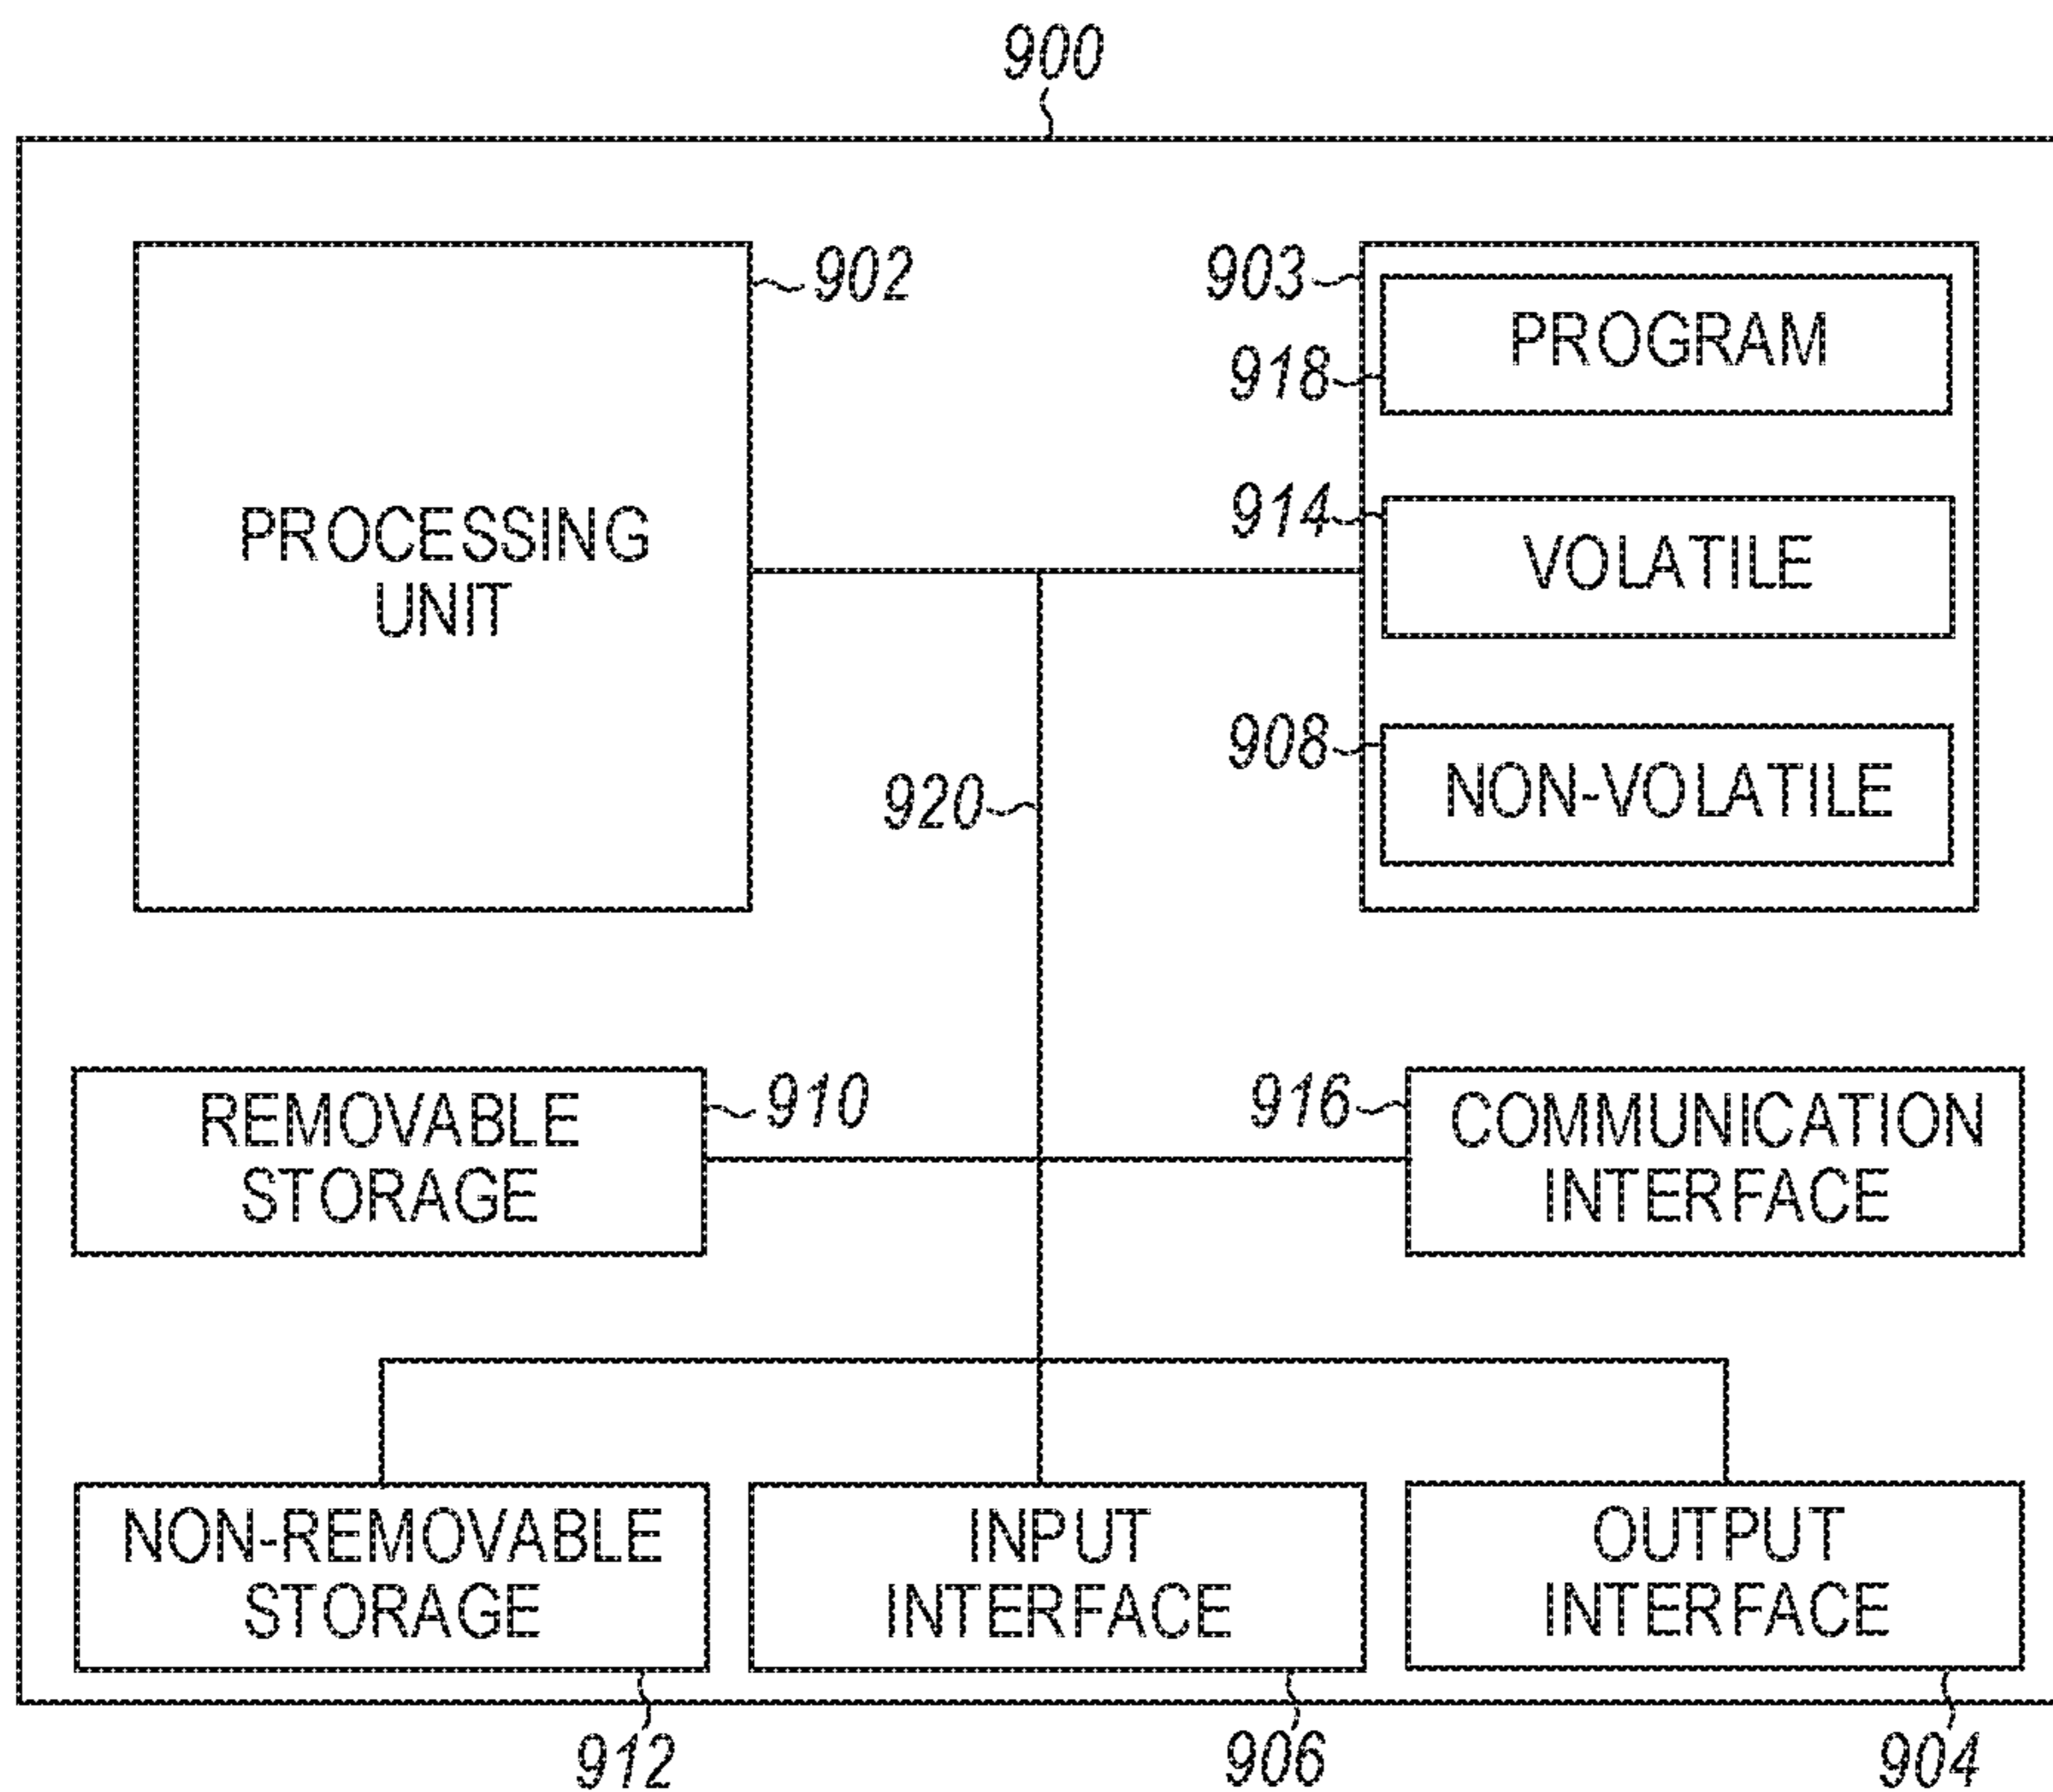 900
PROCESSING
UNIT
902
903
PROGRAM
918
914
VOLATILE
908
NON-VOLATILE
920
REMOVABLE
STORAGE
910
916
COMMUNICATION
INTERFACE
NON-REMOVABLE
STORAGE
INPUT
INTERFACE
OUTPUT
INTERFACE
912
906
904